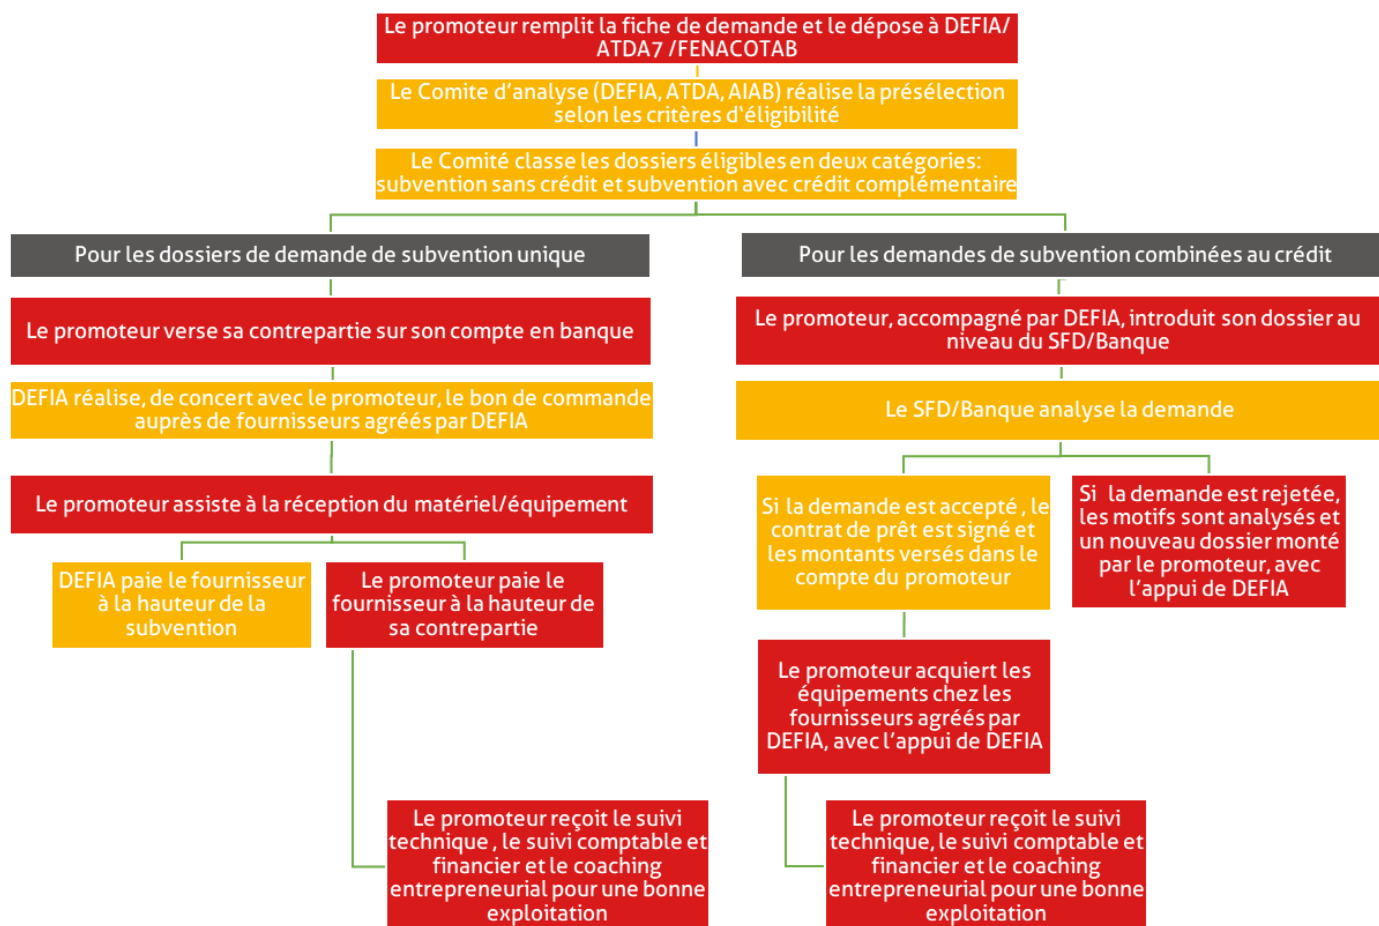 Le promoteur remplit la fiche de demande et le dépose à DEFIA/
ATDA7 /FENACOTAB
Le Comite d'analyse (DEFIA, ATDA, AIAB) réalise la présélection
selon les critères d'éligibilité
Le Comité classe les dossiers éligibles en deux catégories:
subvention sans crédit et subvention avec crédit complémentaire
Pour les dossiers de demande de subvention unique
Le promoteur verse sa contrepartie sur son compte en banque
DEFIA réalise, de concert avec le promoteur, le bon de commande
auprès de fournisseurs agréés par DEFIA
Le promoteur assiste à la réception du matériel/équipement
DEFIA paie le fournisseur
à la hauteur de la
subvention
Le promoteur paie le
fournisseur à la hauteur de
sa contrepartie
Le promoteur reçoit le suivi
technique , le suivi comptable et
financier et le coaching
entrepreneurial pour une bonne
exploitation
Pour les demandes de subvention combinées au crédit
Le promoteur, accompagné par DEFIA, introduit son dossier au
niveau du SFD/Banque
Le SFD/Banque analyse la demande
Si la demande est accepté , le
contrat de prêt est signé et
les montants versés dans le
compte du promoteur
Si la demande est rejetée,
les motifs sont analysés et
un nouveau dossier monté
par le promoteur, avec
l'appui de DEFIA
Le promoteur acquiert les
équipements chez les
fournisseurs agréés par
DEFIA, avec l'appui de DEFIA
Le promoteur reçoit le suivi
technique, le suivi comptable et
financier et le coaching
entrepreneurial pour une bonne
exploitation